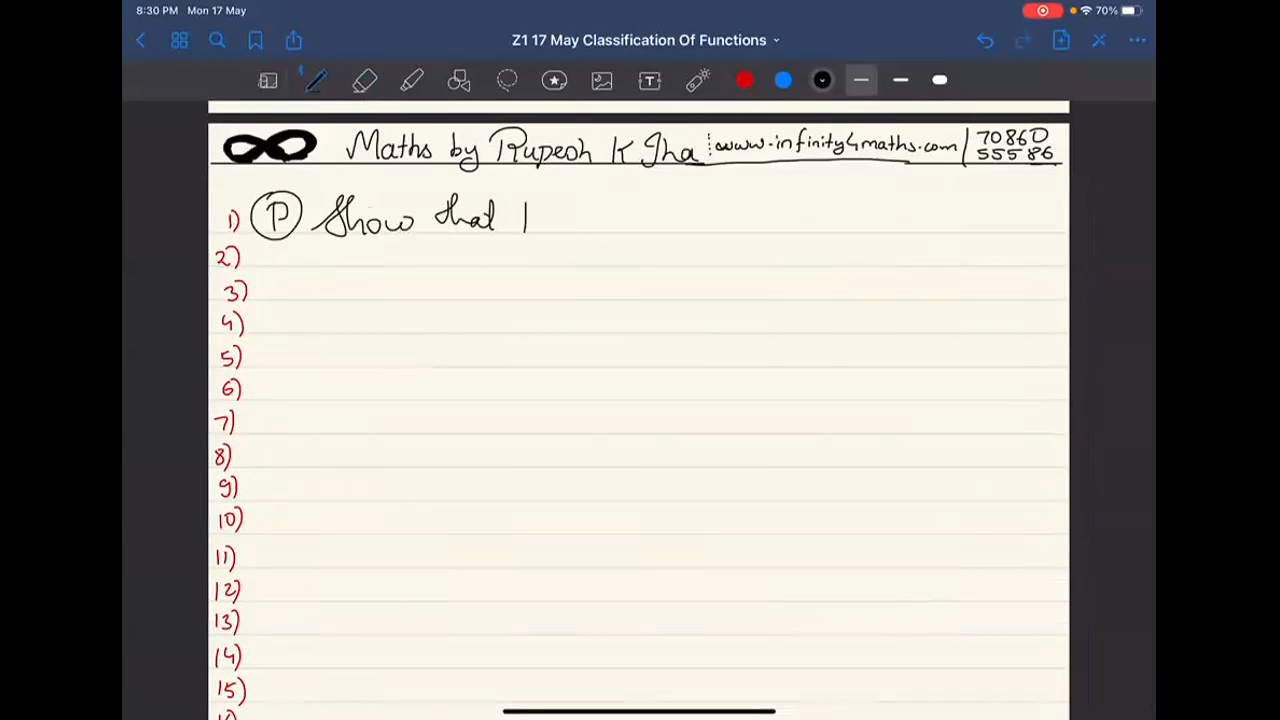 8:30 PM Mon 17 May 70%
Z1 17 May Classification Of Functions
T
∞ Maths by Rupesh K Jha www.infinity4maths.com 70860 55586
1) P Show that |
2)
3)
4)
5)
6)
7)
8)
9)
10)
11)
12)
13)
14)
15)